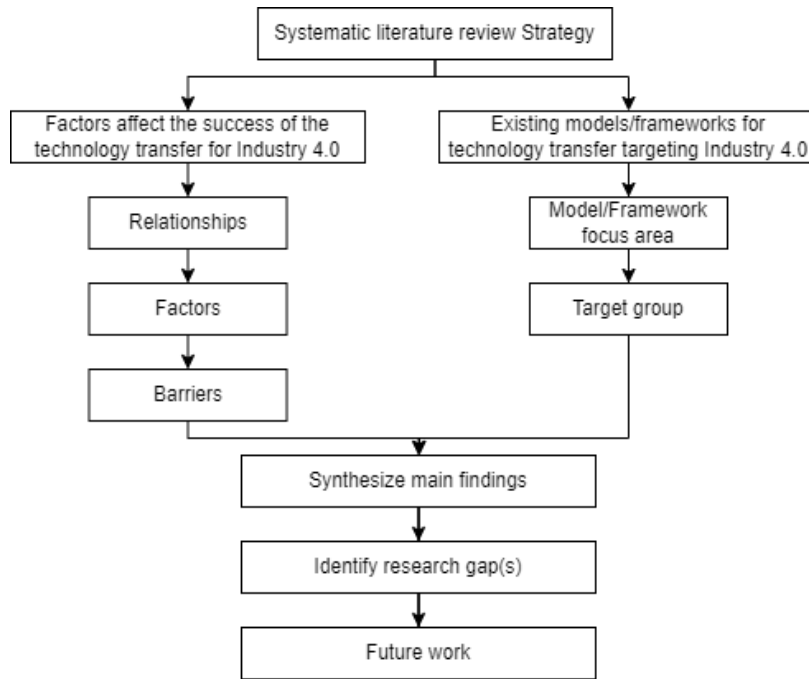 Systematic literature review Strategy
Factors affect the success of the
technology transfer for Industry 4.0
Existing models/frameworks for
technology transfer targeting Industry 4.0
Relationships
Model/Framework
focus area
Factors
Target group
Barriers
Synthesize main findings
Identify research gap(s)
Future work